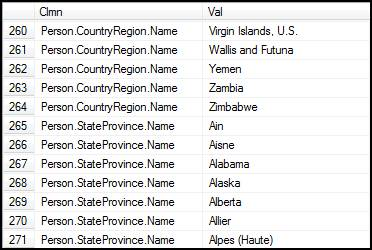 Clmn Val
260 Person.CountryRegion.Name Virgin Islands, U.S.
261 Person.CountryRegion.Name Wallis and Futuna
262 Person.CountryRegion.Name Yemen
263 Person.CountryRegion.Name Zambia
264 Person.CountryRegion.Name Zimbabwe
265 Person.StateProvince.Name Ain
266 Person.StateProvince.Name Aisne
267 Person.StateProvince.Name Alabama
268 Person.StateProvince.Name Alaska
269 Person.StateProvince.Name Alberta
270 Person.StateProvince.Name Allier
271 Person.StateProvince.Name Alpes (Haute)